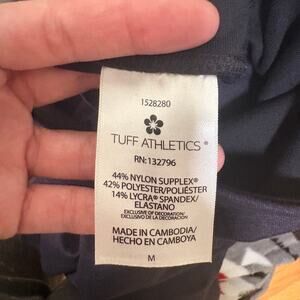 1528280
TUFF ATHLETICS®
RN:132796
44% NYLON SUPPLEX®
42% POLYESTER/POLIÉSTER
14% LYCRA® SPANDEX/
ELASTANO
EXCLUSIVE OF DECORATION/
EXCLUSIVO DE LA DECORACIÓN
MADE IN CAMBODIA/
HECHO EN CAMBOYA
M